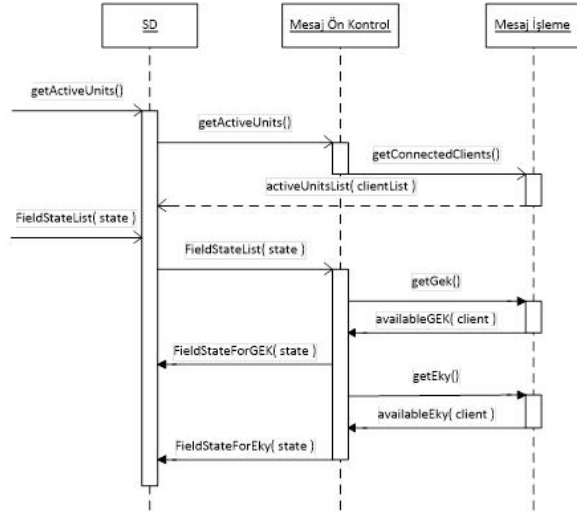 SD
Mesaj Ön Kontrol
Mesaj İşleme
getActiveUnits()
getActiveUnits()
getConnectedClients()
activeUnitsList( clientList )
FieldStateList( state )
FieldStateList( state )
getGek()
availableGEK( client )
FieldStateForGEK( state )
getEky()
availableEky( client )
FieldStateForEky( state )